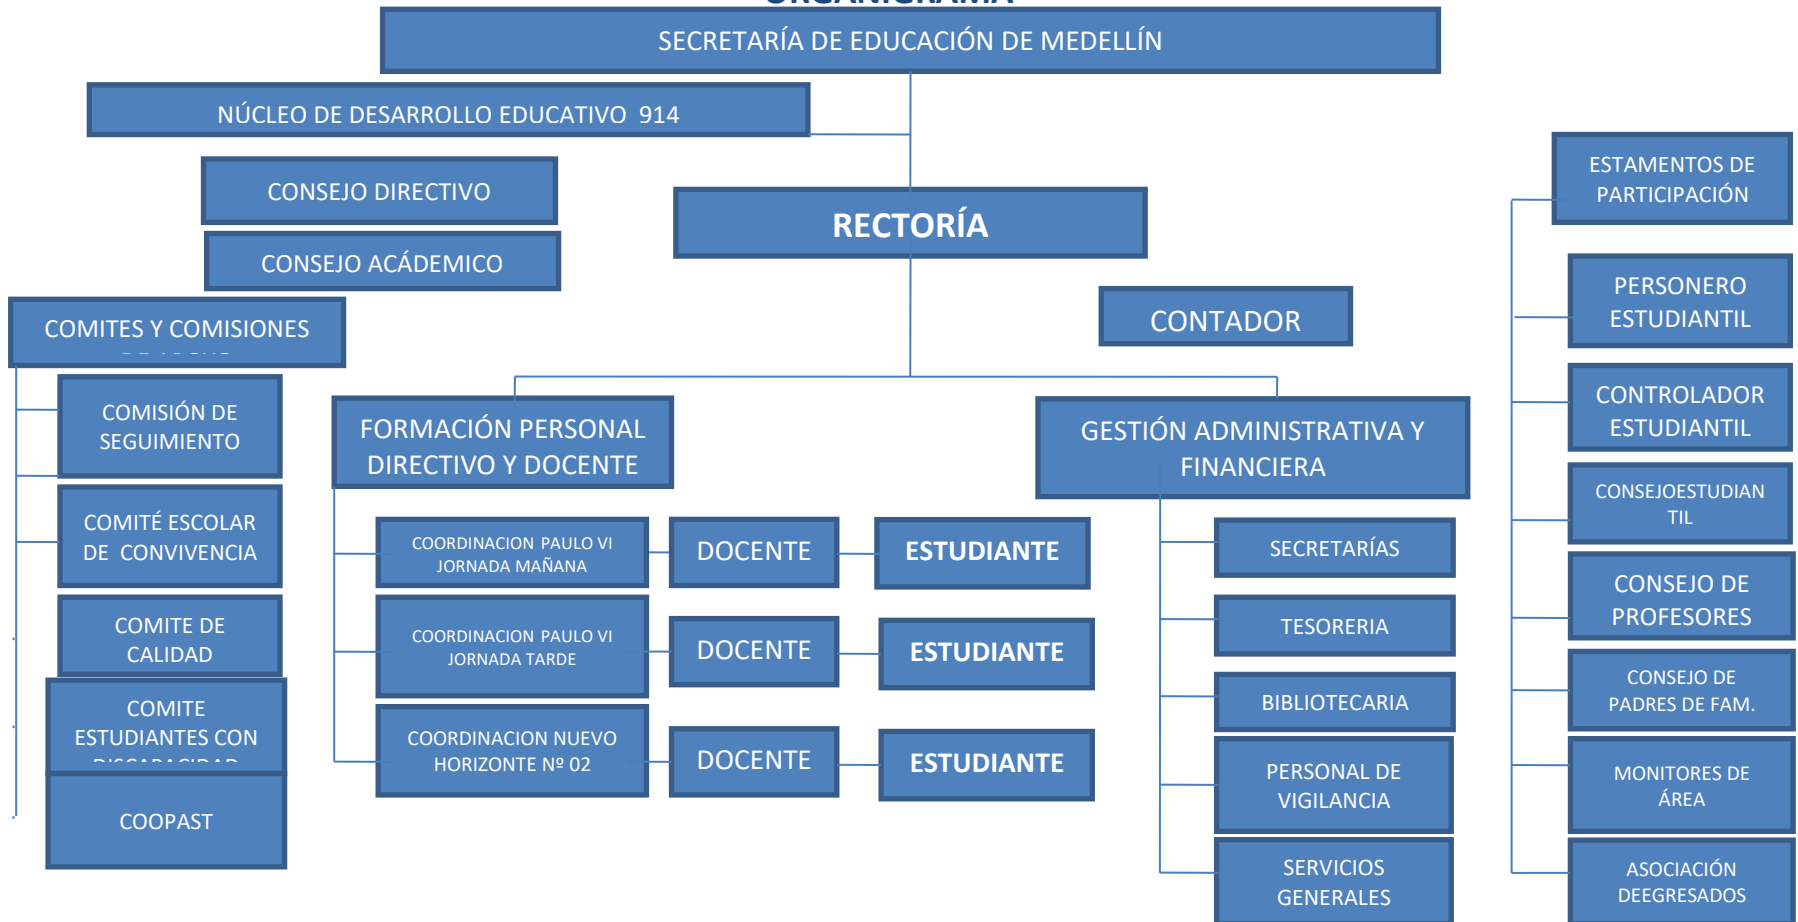 ORGANIGRAMA
SECRETARÍA DE EDUCACIÓN DE MEDELLÍN
NÚCLEO DE DESARROLLO EDUCATIVO 914
CONSEJO DIRECTIVO
CONSEJO ACÁDEMICO
RECTORÍA
CONTADOR
COMITES Y COMISIONES
COMISIÓN DE
SEGUIMIENTO
COMITÉ ESCOLAR
DE CONVIVENCIA
COMITE DE
CALIDAD
COMITE
ESTUDIANTES CON
DISCAPACIDAD
COOPAST
FORMACIÓN PERSONAL
DIRECTIVO Y DOCENTE
COORDINACION PAULO VI
JORNADA MAÑANA
DOCENTE
ESTUDIANTE
COORDINACION PAULO VI
JORNADA TARDE
DOCENTE
ESTUDIANTE
COORDINACION NUEVO
HORIZONTE Nº 02
DOCENTE
ESTUDIANTE
GESTIÓN ADMINISTRATIVA Y
FINANCIERA
SECRETARÍAS
TESORERIA
BIBLIOTECARIA
PERSONAL DE
VIGILANCIA
SERVICIOS
GENERALES
ESTAMENTOS DE
PARTICIPACIÓN
PERSONERO
ESTUDIANTIL
CONTROLADOR
ESTUDIANTIL
CONSEJOESTUDIAN
TIL
CONSEJO DE
PROFESORES
CONSEJO DE
PADRES DE FAM.
MONITORES DE
ÁREA
ASOCIACIÓN
DEEGRESADOS